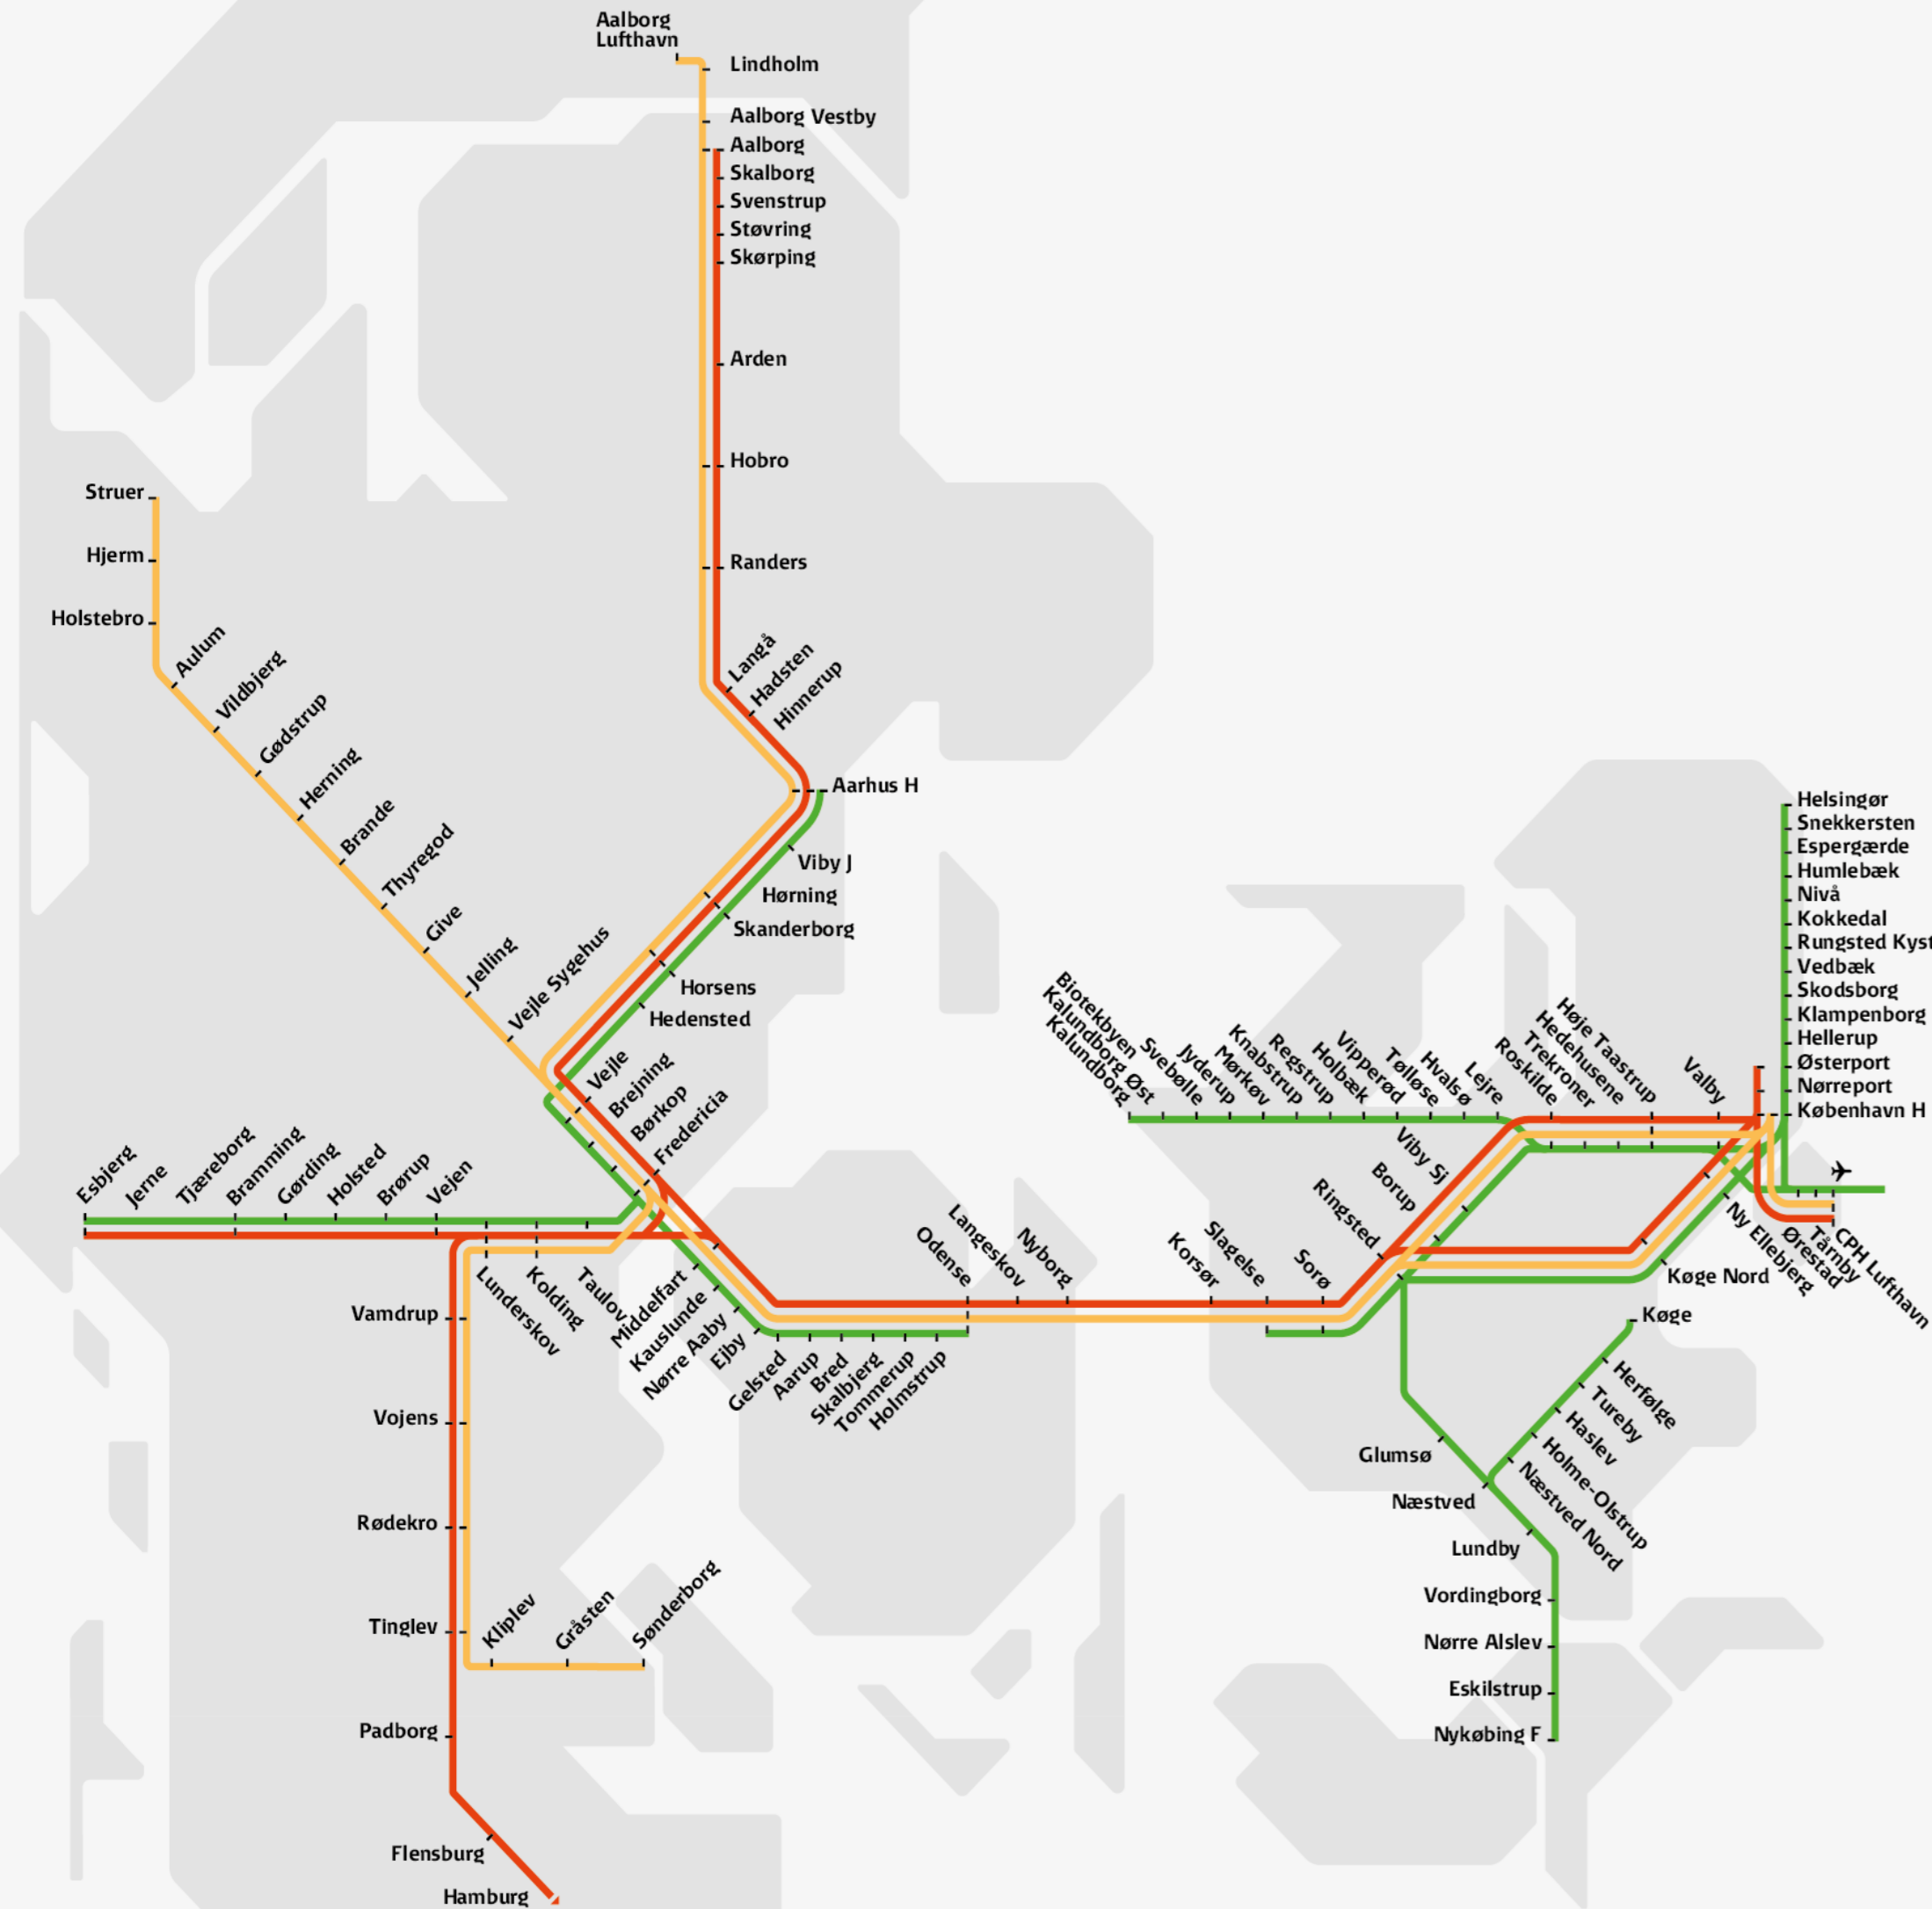 Aalborg
Lufthavn
Lindholm
Aalborg Vestby
Aalborg
Skalborg
Svenstrup
Støvring
Skørping
Arden
Hobro
Randers
Langå
Hadsten
Hinnerup
Aarhus H
Viby J
Hørning
Skanderborg
Horsens
Hedensted
Struer
Hjerm
Holstebro
Aulum
Vildbjerg
Gødstrup
Herning
Brande
Thyregod
Give
Jelling
Vejle Sygehus
Vejle
Brejning
Børkop
Fredericia
Esbjerg
Jerne
Tjæreborg
Bramming
Gørding
Holsted
Brørup
Vejen
Lunderskov
Kolding
Taulov
Middelfart
Kauslunde
Nørre Aaby
Ejby
Gelsted
Aarup
Bred
Skalbjerg
Tommerup
Holmstrup
Odense
Langeskov
Nyborg
Korsør
Slagelse
Sorø
Ringsted
Borup
Viby Sj
Kalundborg
Kalundborg Øst
Biotekbyen
Svebølle
Jyderup
Mørkøv
Knabstrup
Regstrup
Holbæk
Vipperød
Tølløse
Hvalsø
Lejre
Roskilde
Trekroner
Hedehusene
Høje Taastrup
Valby
Helsingør
Snekkersten
Espergærde
Humlebæk
Nivå
Kokkedal
Rungsted Kyst
Vedbæk
Skodsborg
Klampenborg
Hellerup
Østerport
Nørreport
København H
Ny Ellebjerg
Ørestad
Tårnby
CPH Lufthavn
Køge Nord
Køge
Herfølge
Tureby
Haslev
Holme-Olstrup
Næstved Nord
Glumsø
Næstved
Lundby
Vordingborg
Nørre Alslev
Eskilstrup
Nykøbing F
Vamdrup
Vojens
Rødekro
Tinglev
Kliplev
Gråsten
Sønderborg
Padborg
Flensburg
Hamburg